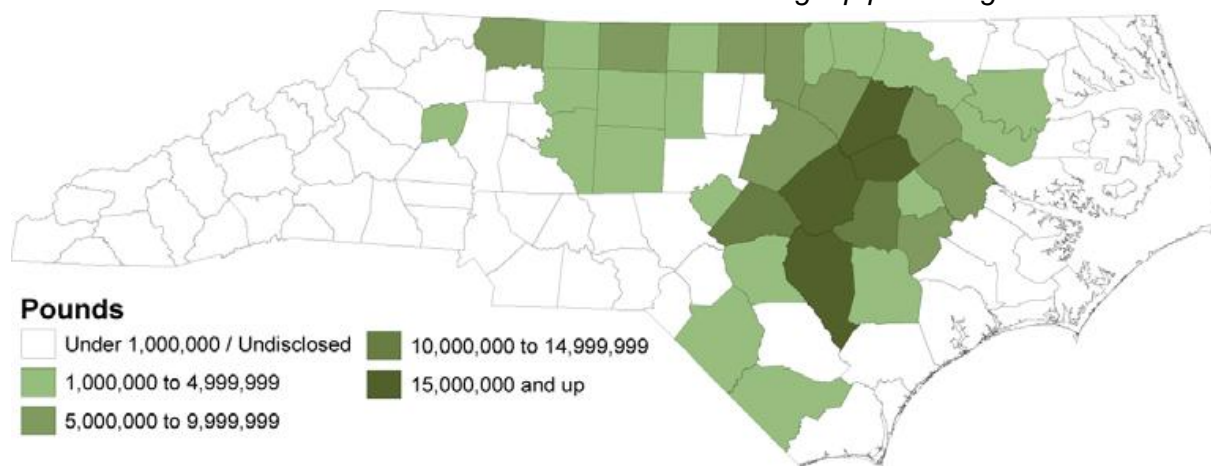 Pounds
Under 1,000,000 / Undisclosed
1,000,000 to 4,999,999
5,000,000 to 9,999,999
10,000,000 to 14,999,999
15,000,000 and up